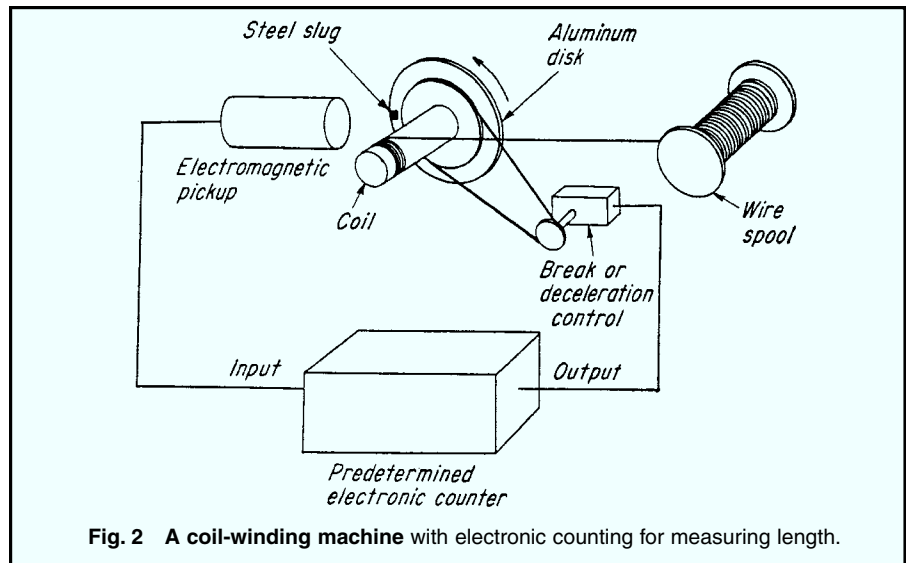 Steel slug
Aluminum
disk
Electromagnetic
pickup
Coil
Wire
spool
Break or
deceleration
control
Input
Output
Predetermined
electronic counter
Fig. 2 A coil-winding machine with electronic counting for measuring length.